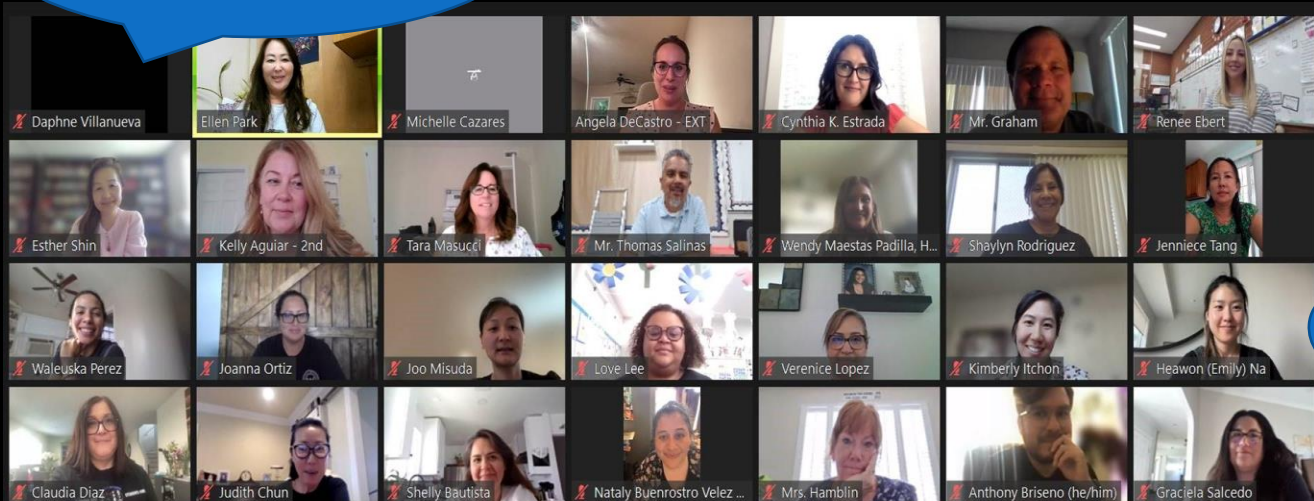 Daphne Villanueva
Ellen Park
Michelle Cazares
Angela DeCastro - EXT
Cynthia K. Estrada
Mr. Graham
Renee Ebert
Esther Shin
Kelly Aguiar - 2nd
Tara Masucci
Mr. Thomas Salinas
Wendy Maestas Padilla, H...
Shaylyn Rodriguez
Jenniece Tang
Waleuska Perez
Joanna Ortiz
Joo Misuda
Love Lee
Verenice Lopez
Kimberly Itchon
Heawon (Emily) Na
Claudia Diaz
Judith Chun
Shelly Bautista
Nataly Buenrostro Velez ...
Mrs. Hamblin
Anthony Briseno (he/him)
Graciela Salcedo